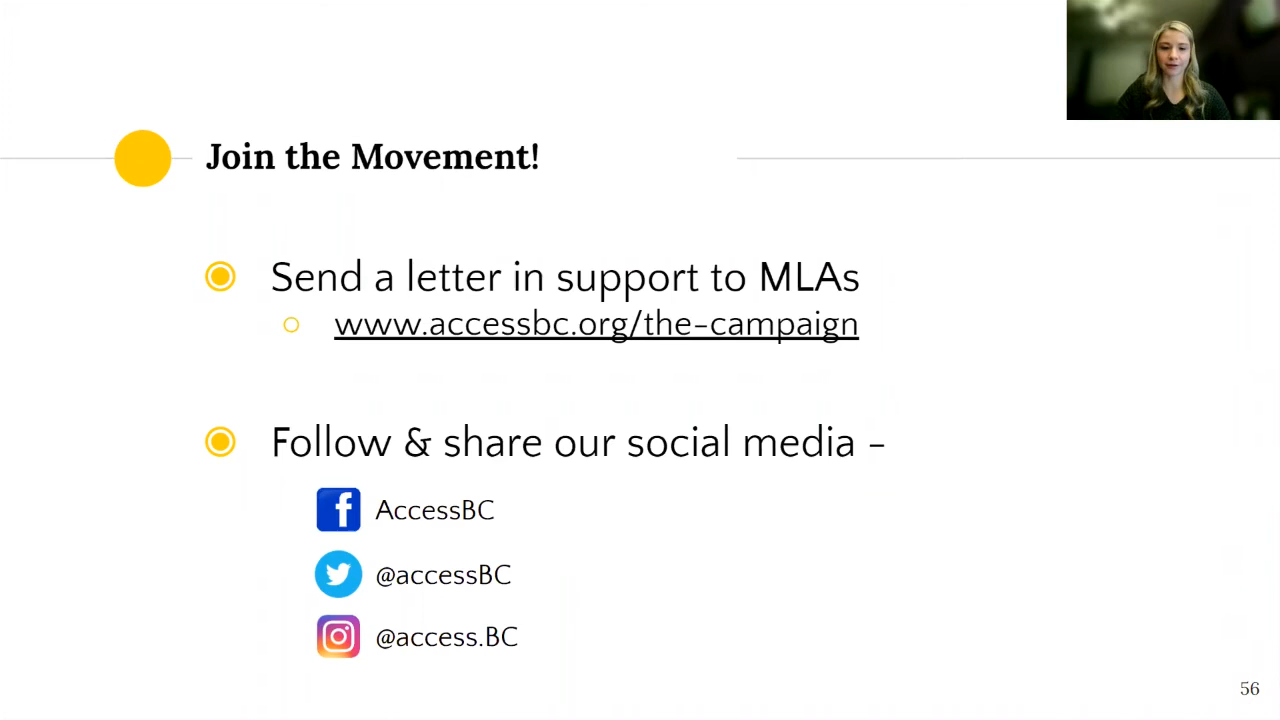 Join the Movement!
Send a letter in support to MLAs
www.accessbc.org/the-campaign
Follow & share our social media -
AccessBC
@accessBC
@access.BC
56